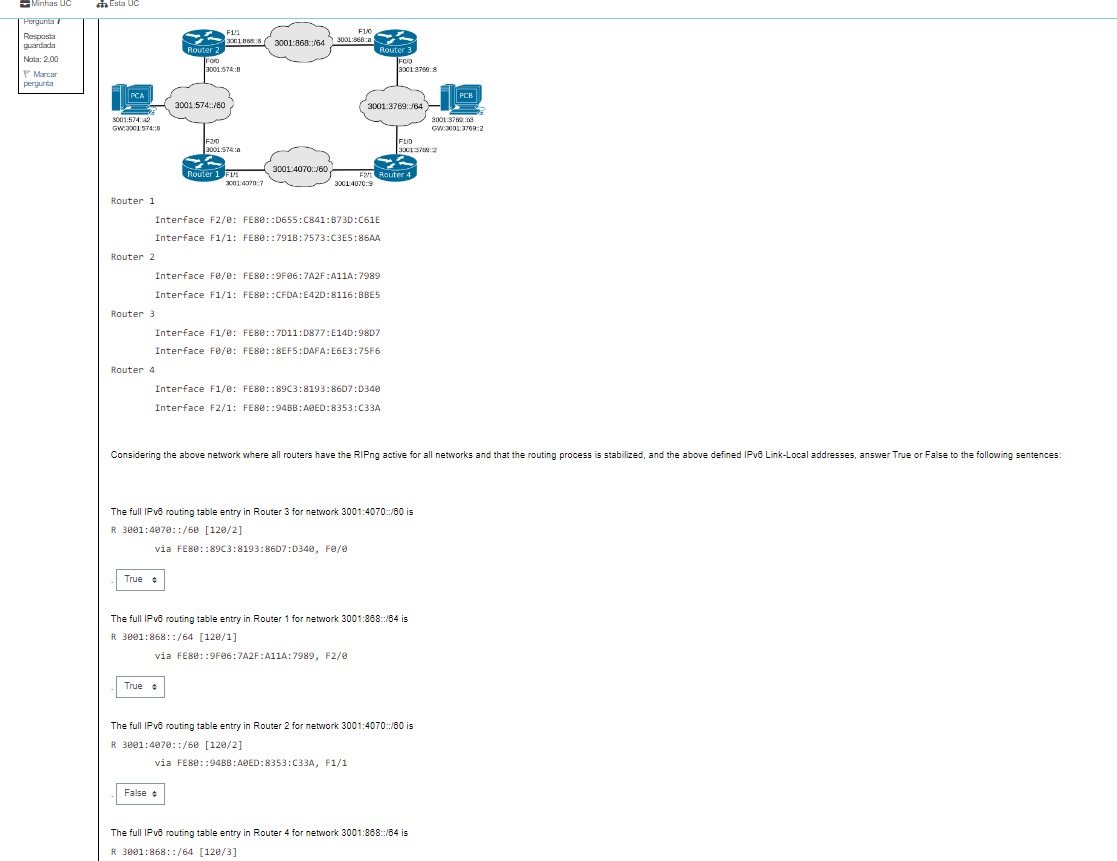 Minhas UC
Esta UC
Pergunta 7
Resposta
guardada
Nota: 2,00
Marcar
pergunta
F1/1
3001:868::8
3001:868::/64
F1/0
3001:868::a
Router 2
Router 3
F0/0
3001:574::8
F0/0
3001:3769::8
PCA
3001:574::/60
3001:3769::/64
PCB
3001:574::a2
GW:3001:574::8
3001:3769::b3
GW:3001:3769::2
F2/0
3001:574::a
F1/0
3001:3769::2
Router 1
F1/1
3001:4070::7
3001:4070::/60
F2/1
3001:4070::9
Router 4
Router 1
Interface F2/0: FE80::D655:C841:B73D:C61E
Interface F1/1: FE80::791B:7573:C3E5:86AA
Router 2
Interface F0/0: FE80::9F06:7A2F:A11A:7989
Interface F1/1: FE80::CFDA:E42D:8116:BBE5
Router 3
Interface F1/0: FE80::7D11:D877:E14D:98D7
Interface F0/0: FE80::8EF5:DAFA:E6E3:75F6
Router 4
Interface F1/0: FE80::89C3:8193:86D7:D340
Interface F2/1: FE80::94BB:A0ED:8353:C33A
Considering the above network where all routers have the RIPng active for all networks and that the routing process is stabilized, and the above defined IPv6 Link-Local addresses, answer True or False to the following sentences:
The full IPv6 routing table entry in Router 3 for network 3001:4070::/60 is
R 3001:4070::/60 [120/2]
via FE80::89C3:8193:86D7:D340, F0/0
. True
The full IPv6 routing table entry in Router 1 for network 3001:868::/64 is
R 3001:868::/64 [120/1]
via FE80::9F06:7A2F:A11A:7989, F2/0
. True
The full IPv6 routing table entry in Router 2 for network 3001:4070::/60 is
R 3001:4070::/60 [120/2]
via FE80::94BB:A0ED:8353:C33A, F1/1
. False
The full IPv6 routing table entry in Router 4 for network 3001:868::/64 is
R 3001:868::/64 [120/3]